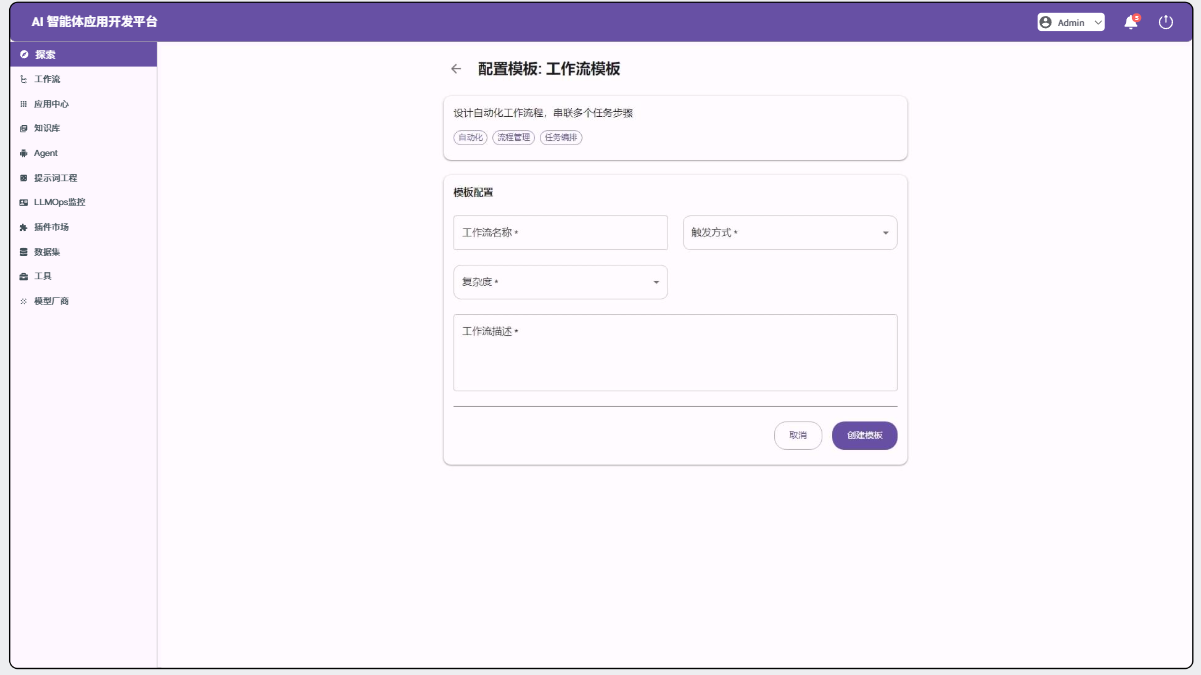 AI 智能体应用开发平台
Admin
3
探索
工作流
应用中心
知识库
Agent
提示词工程
LLMOps监控
插件市场
数据集
工具
模型厂商
配置模板: 工作流模板
设计自动化工作流程，串联多个任务步骤
自动化 流程管理 任务编排
模板配置
工作流名称 * 触发方式 *
复杂度 *
工作流描述 *
取消 创建模板